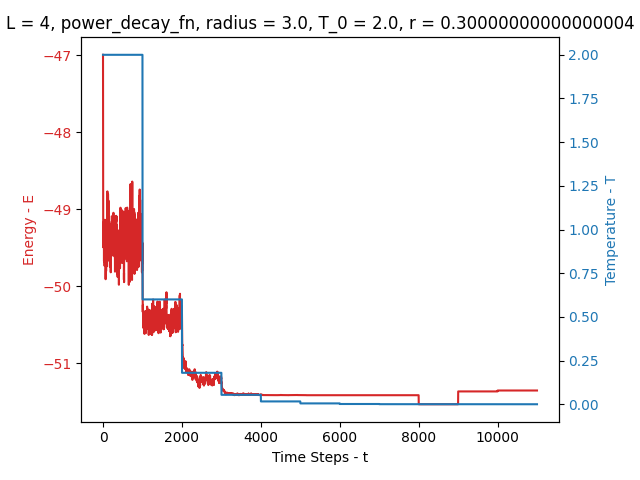 L = 4, power_decay_fn, radius = 3.0, T_0 = 2.0, r = 0.30000000000000004
−47
−48
−49
−50
−51
Energy - E
2.00
1.75
1.50
1.25
1.00
0.75
0.50
0.25
0.00
Temperature - T
0 2000 4000 6000 8000 10000
Time Steps - t